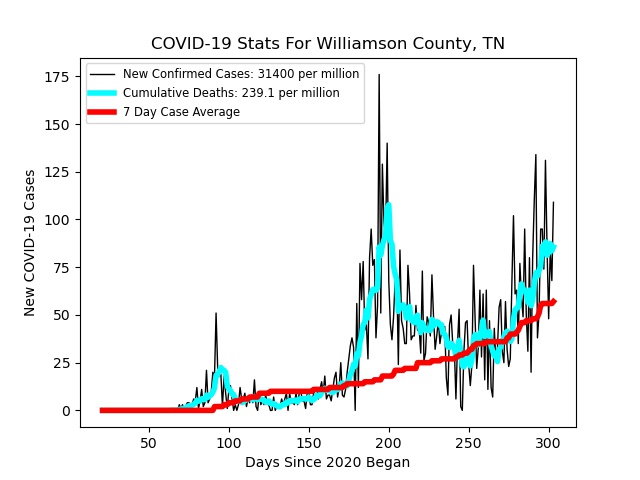 COVID-19 Stats For Williamson County, TN
New Confirmed Cases: 31400 per million
Cumulative Deaths: 239.1 per million
7 Day Case Average
New COVID-19 Cases
175
150
125
100
75
50
25
0
50 100 150 200 250 300
Days Since 2020 Began